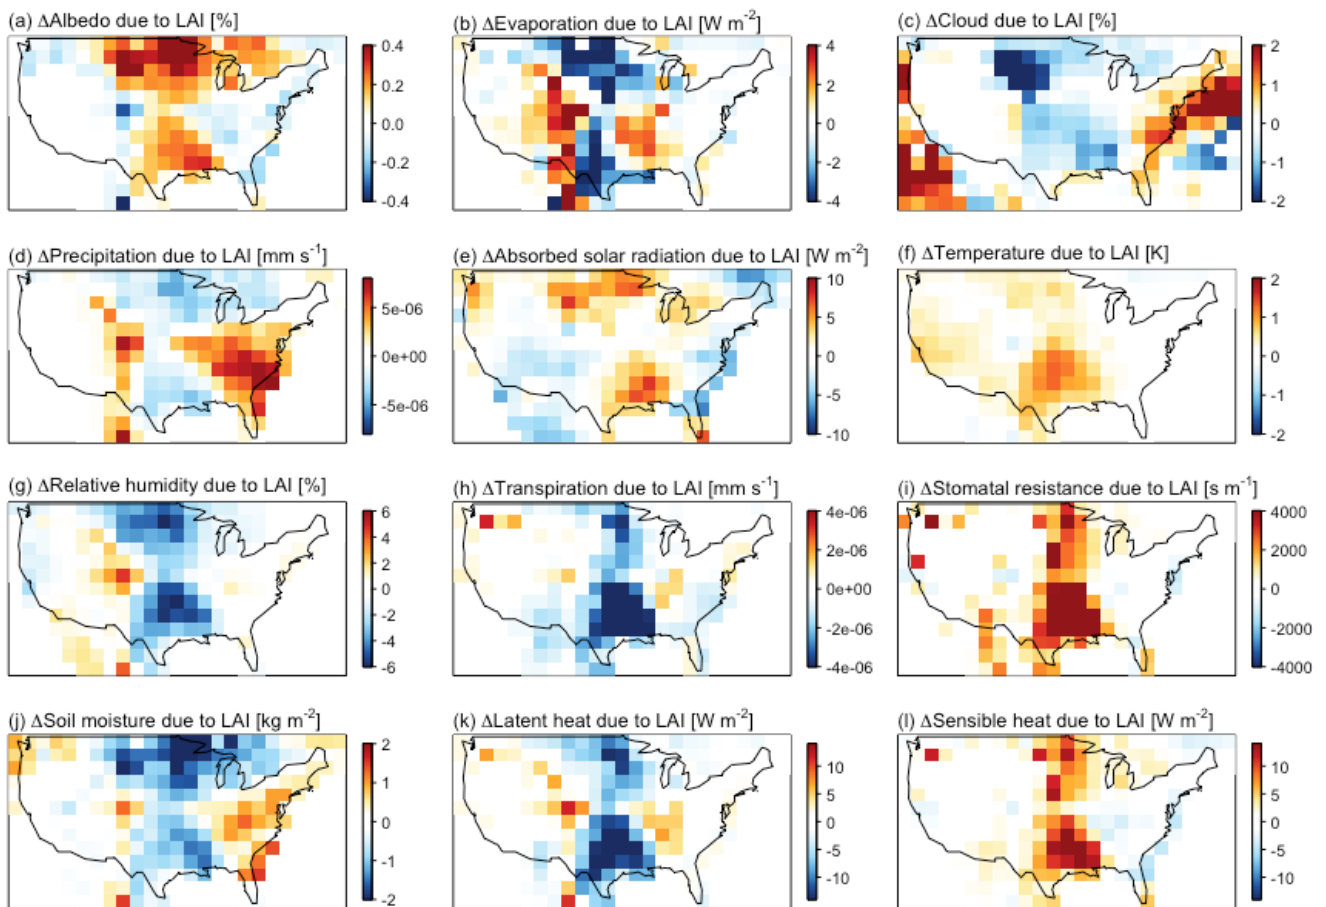 (a) ΔAlbedo due to LAI [%]
0.4
0.2
0.0
-0.2
-0.4
(b) ΔEvaporation due to LAI [W m⁻²]
4
2
0
-2
-4
(c) ΔCloud due to LAI [%]
2
1
0
-1
-2
(d) ΔPrecipitation due to LAI [mm s⁻¹]
5e-06
0e+00
-5e-06
(e) ΔAbsorbed solar radiation due to LAI [W m⁻²]
10
5
0
-5
-10
(f) ΔTemperature due to LAI [K]
2
1
0
-1
-2
(g) ΔRelative humidity due to LAI [%]
6
4
2
0
-2
-4
-6
(h) ΔTranspiration due to LAI [mm s⁻¹]
4e-06
2e-06
0e+00
-2e-06
-4e-06
(i) ΔStomatal resistance due to LAI [s m⁻¹]
4000
2000
0
-2000
-4000
(j) ΔSoil moisture due to LAI [kg m⁻²]
2
1
0
-1
-2
(k) ΔLatent heat due to LAI [W m⁻²]
10
5
0
-5
-10
(l) ΔSensible heat due to LAI [W m⁻²]
10
5
0
-5
-10